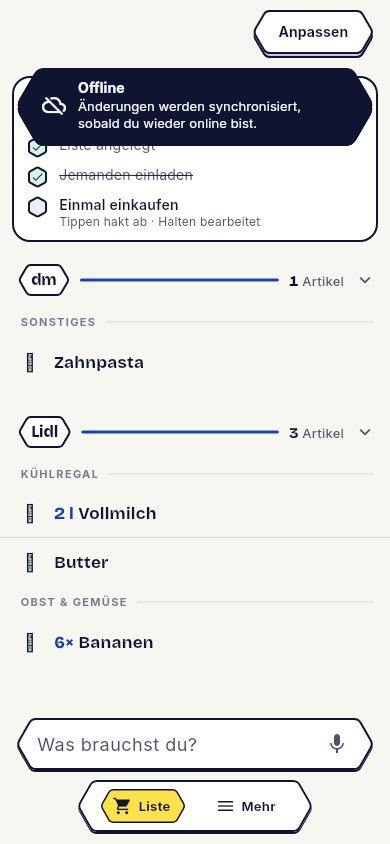 Anpassen
Offline
Änderungen werden synchronisiert,
sobald du wieder online bist.
Liste angelegt
Jemanden einladen
Einmal einkaufen
Tippen hakt ab · Halten bearbeitet
dm
1 Artikel
SONSTIGES
Zahnpasta
Lidl
3 Artikel
KÜHLREGAL
2 l Vollmilch
Butter
OBST & GEMÜSE
6× Bananen
Was brauchst du?
Liste
Mehr